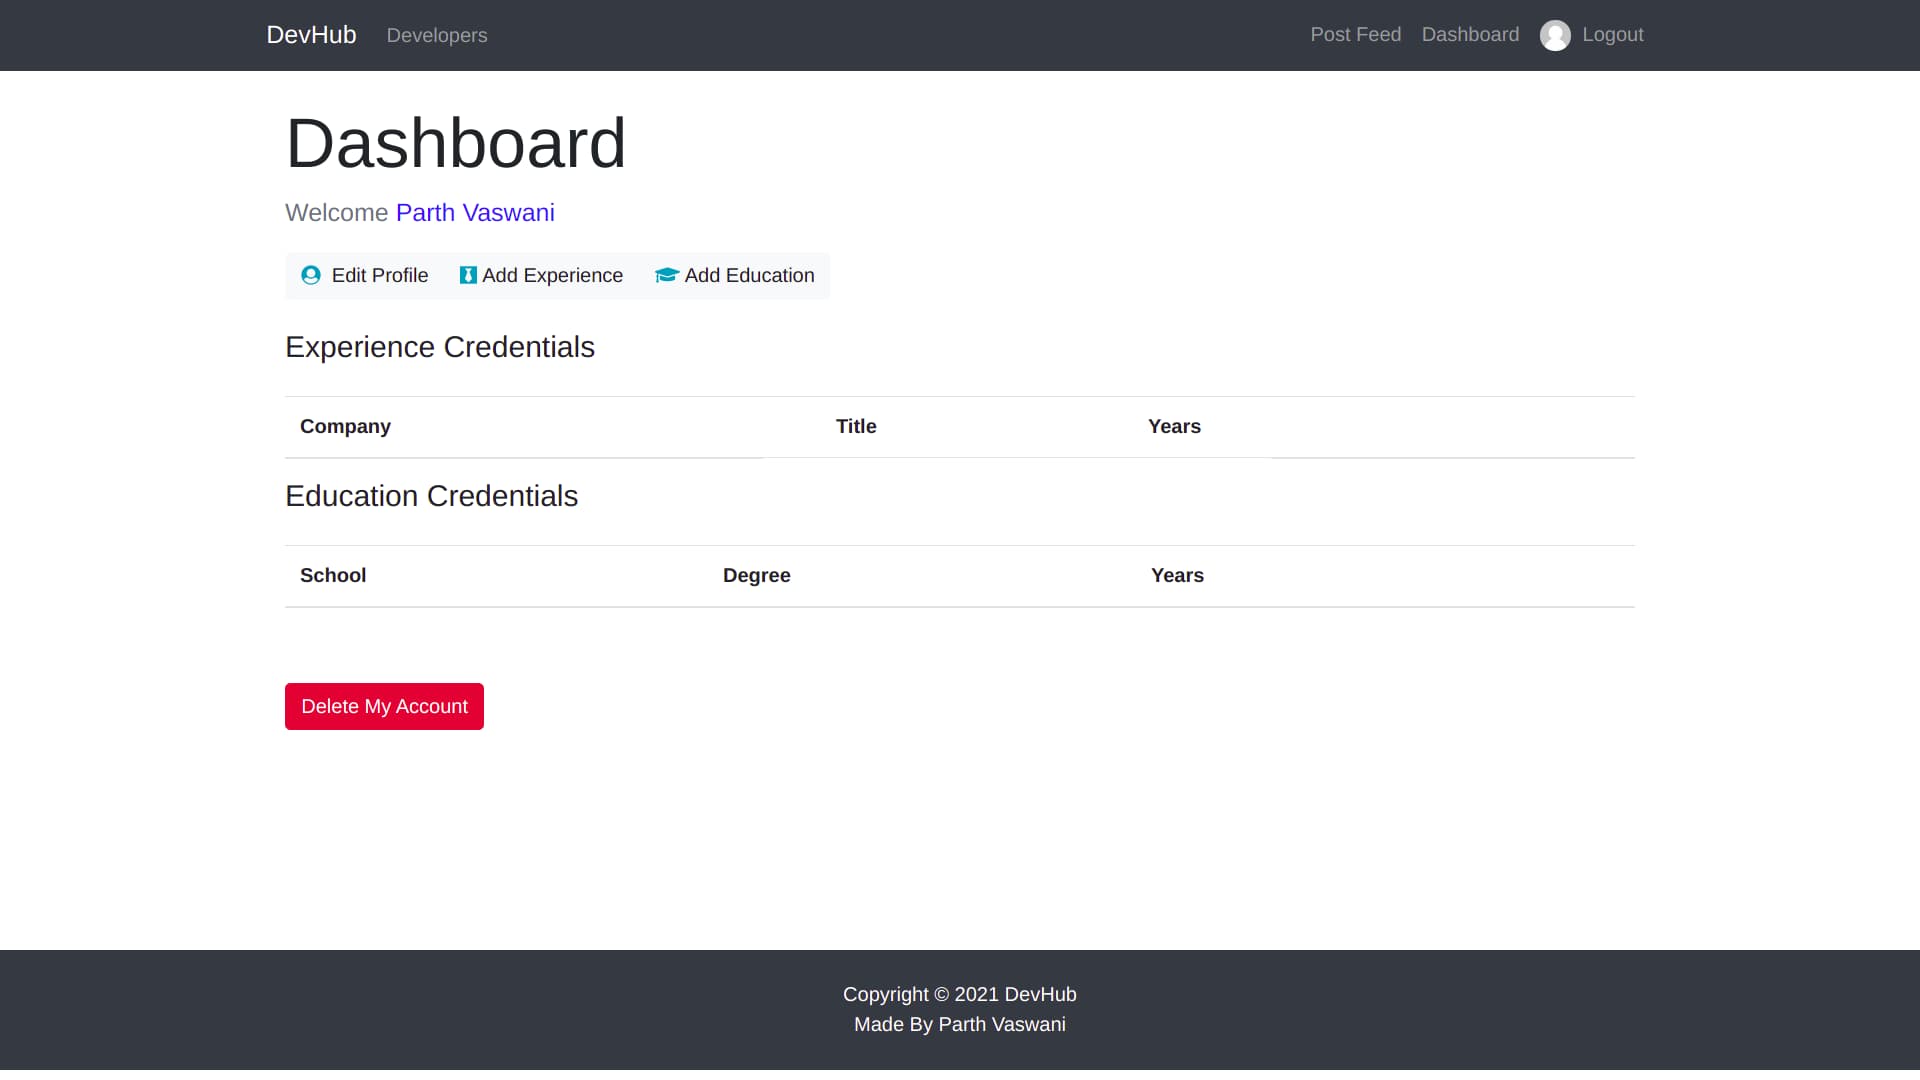 DevHub Developers Post Feed Dashboard Logout
Dashboard
Welcome Parth Vaswani
Edit Profile Add Experience Add Education
Experience Credentials
Company Title Years
Education Credentials
School Degree Years
Delete My Account
Copyright © 2021 DevHub
Made By Parth Vaswani